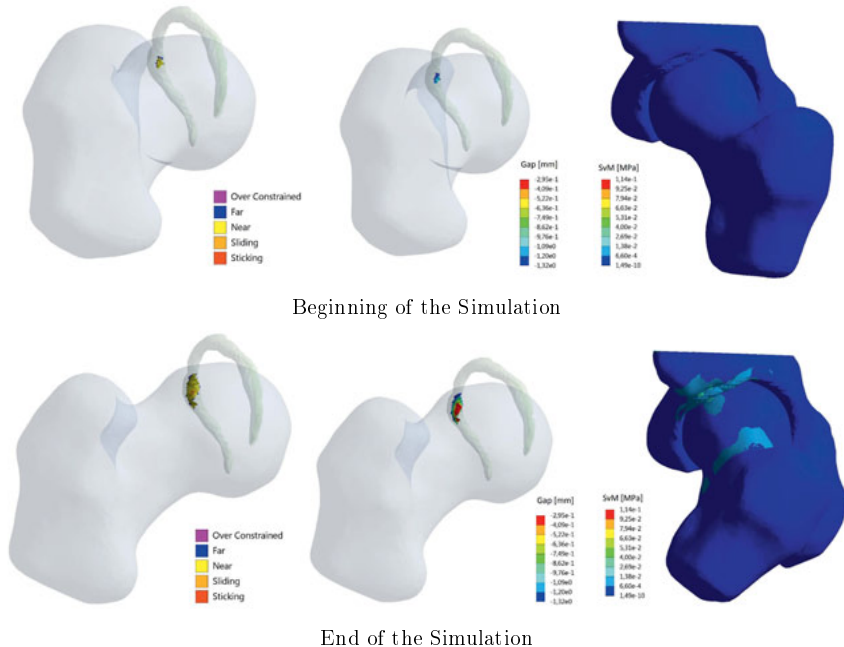 Over Constrained
Far
Near
Sliding
Sticking
Gap [mm]
-2,95e-1
-4,09e-1
-5,22e-1
-6,36e-1
-7,49e-1
-8,62e-1
-9,76e-1
-1,09e0
-1,20e0
-1,32e0
SvM [MPa]
1,14e-1
9,25e-2
7,94e-2
6,63e-2
5,31e-2
4,00e-2
2,69e-2
1,38e-2
6,60e-4
1,49e-10
Beginning of the Simulation
Over Constrained
Far
Near
Sliding
Sticking
Gap [mm]
-2,95e-1
-4,09e-1
-5,22e-1
-6,36e-1
-7,49e-1
-8,62e-1
-9,76e-1
-1,09e0
-1,20e0
-1,32e0
SvM [MPa]
1,14e-1
9,25e-2
7,94e-2
6,63e-2
5,31e-2
4,00e-2
2,69e-2
1,38e-2
6,60e-4
1,49e-10
End of the Simulation